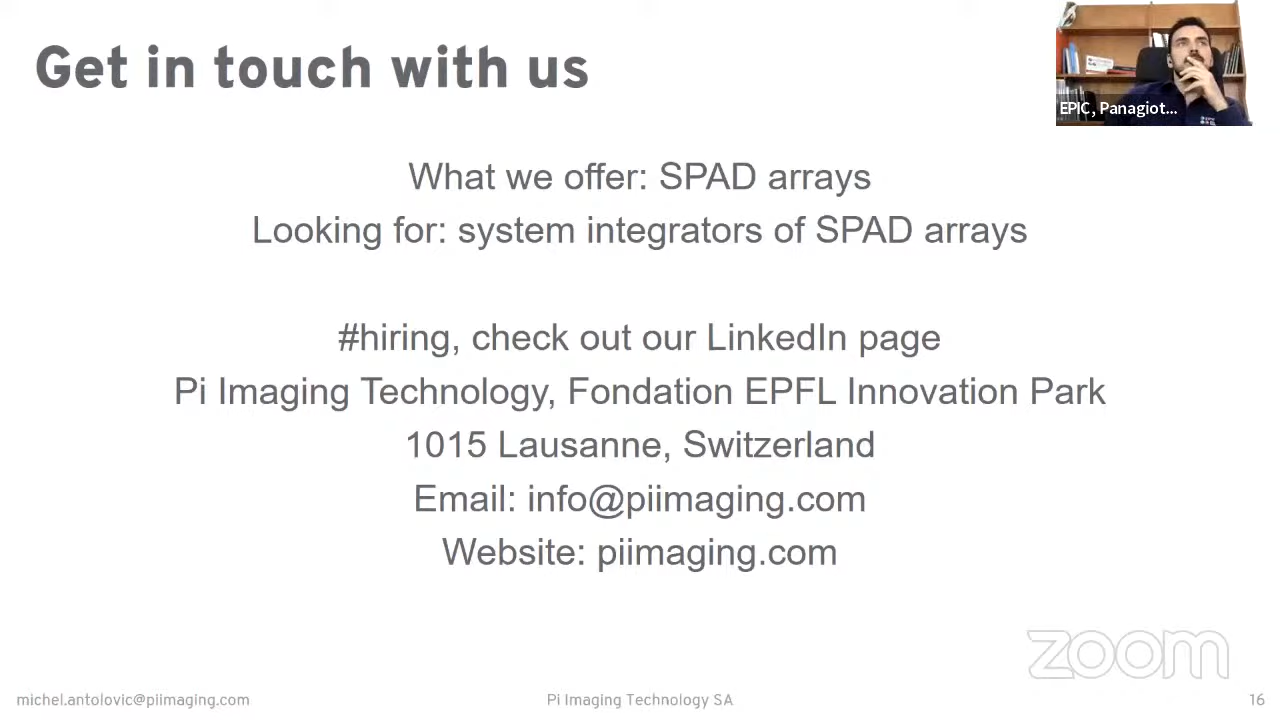 Get in touch with us
EPIC, Panagiot...
What we offer: SPAD arrays
Looking for: system integrators of SPAD arrays
#hiring, check out our LinkedIn page
Pi Imaging Technology, Fondation EPFL Innovation Park
1015 Lausanne, Switzerland
Email: info@piimaging.com
Website: piimaging.com
zoom
michel.antolovic@piimaging.com
Pi Imaging Technology SA
16